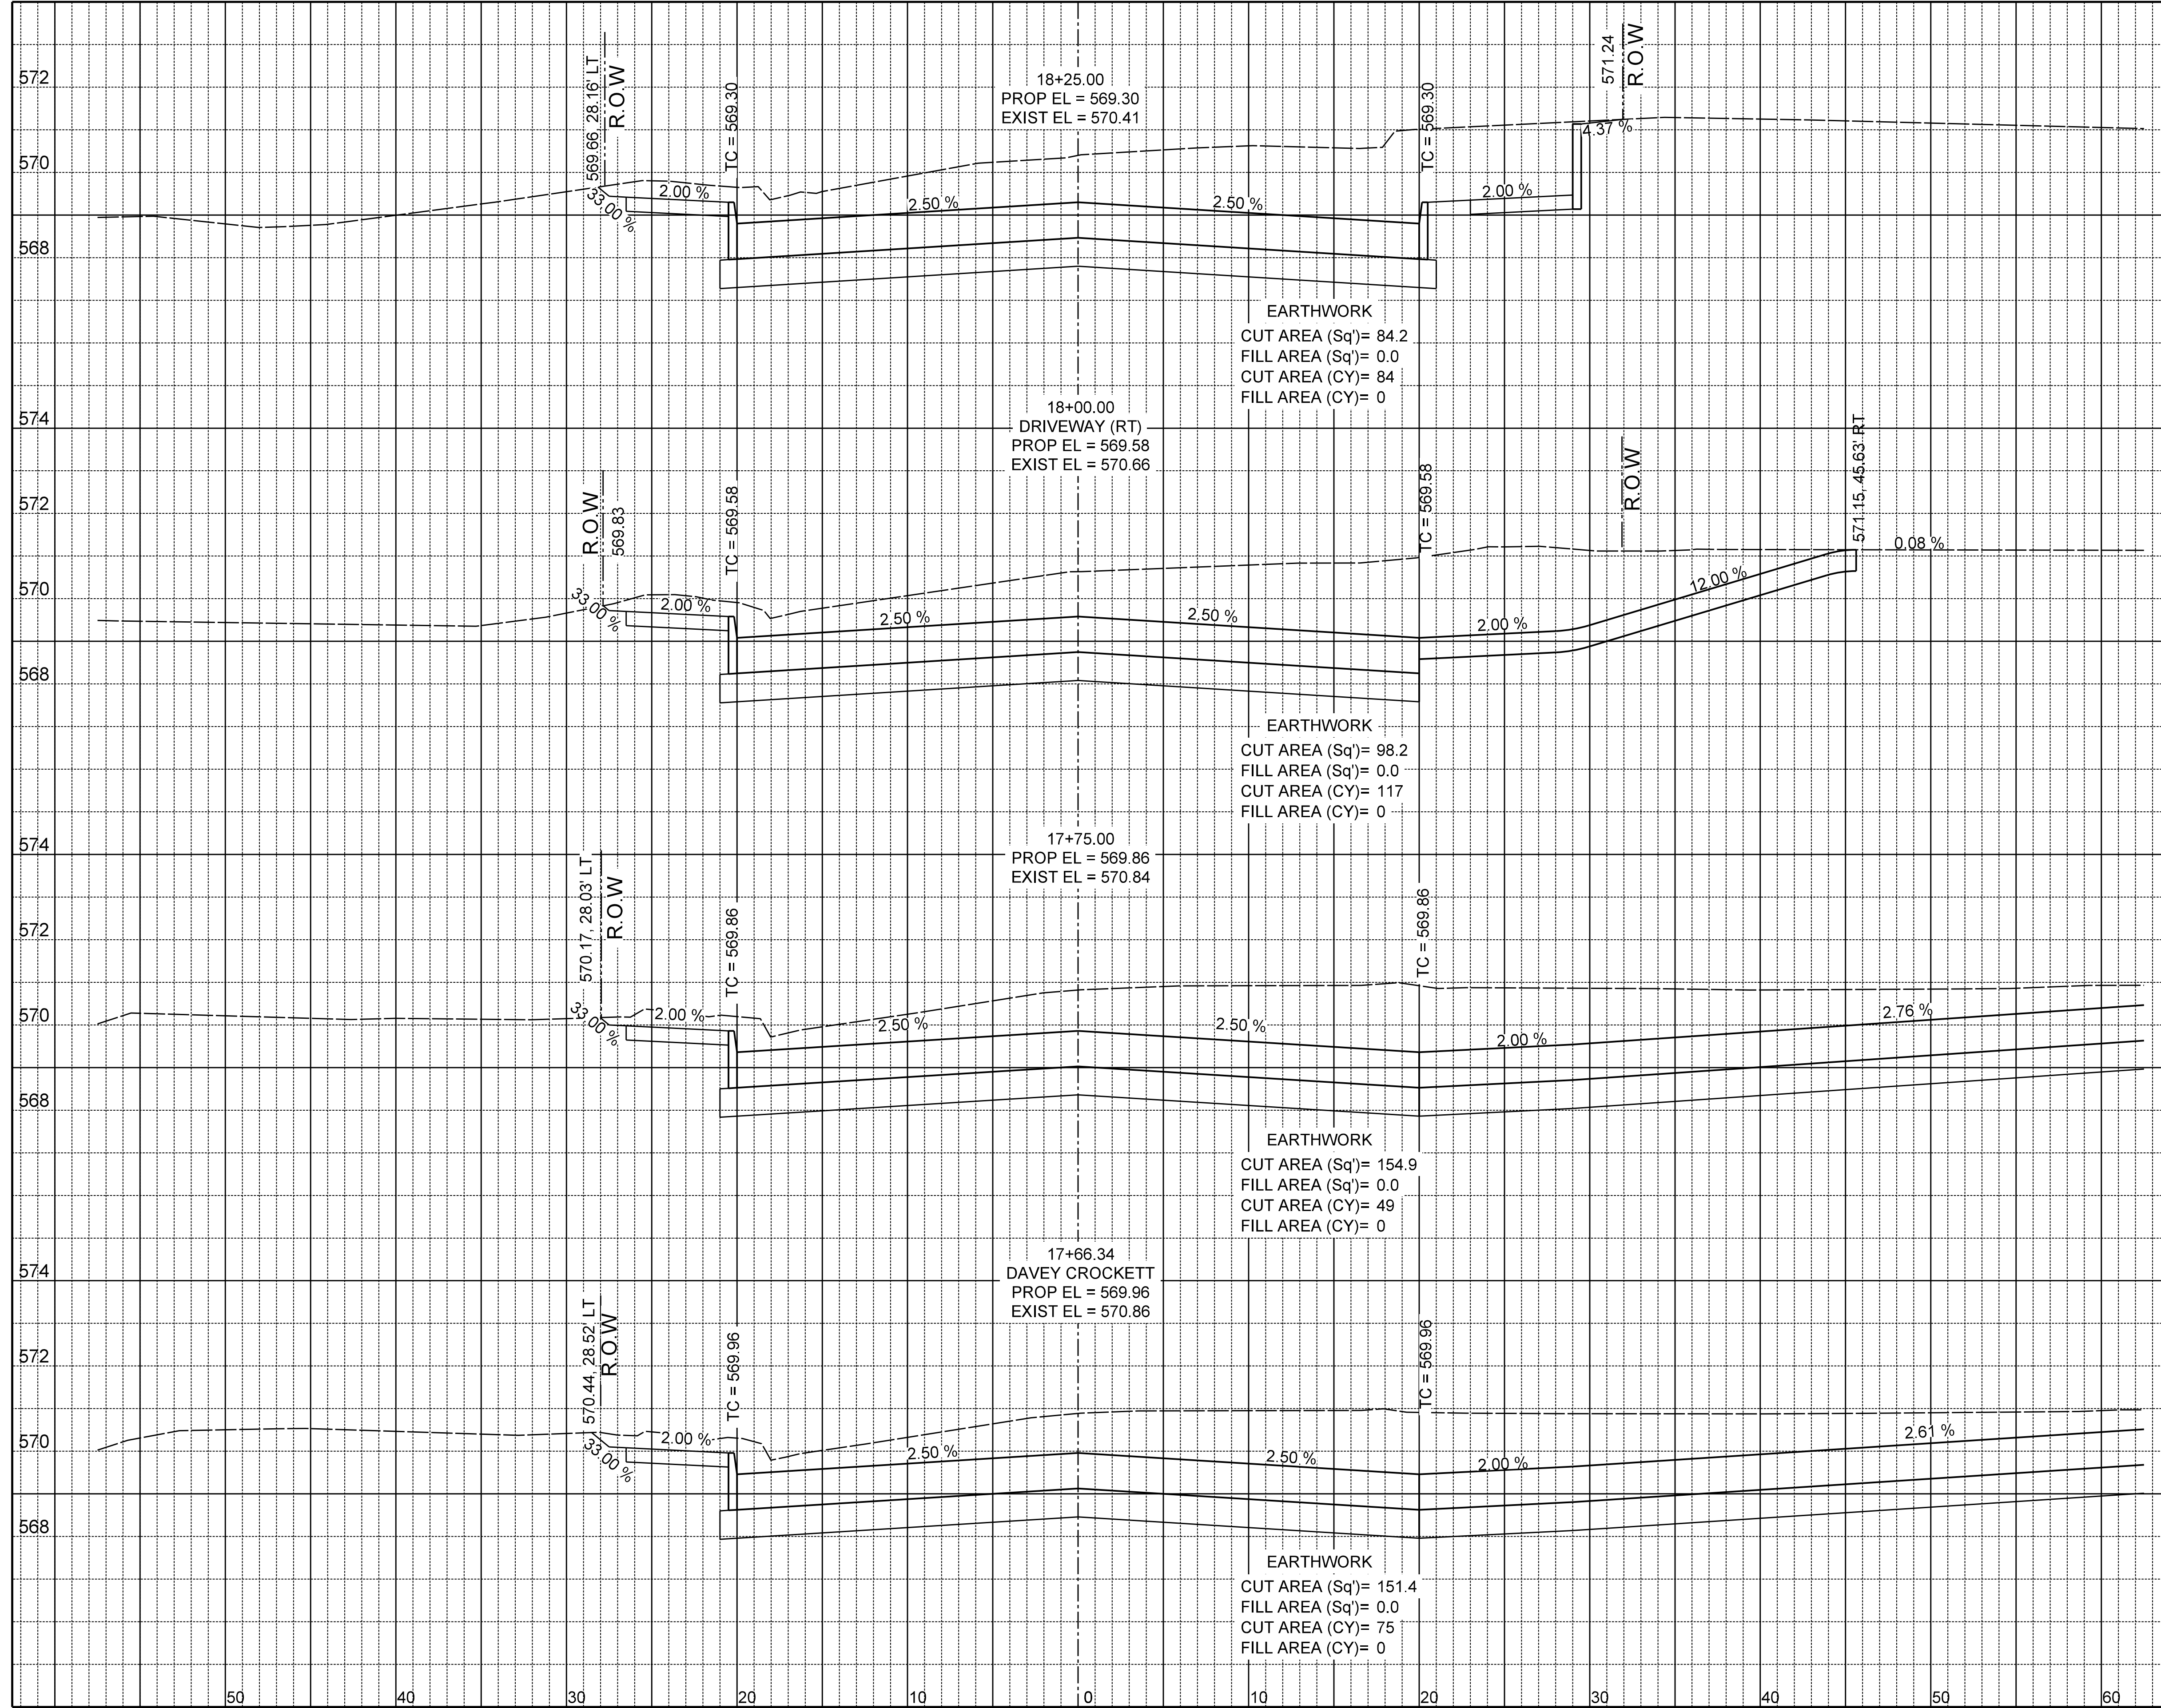 572
570
568
569.66, 28.16' LT
R.O.W
TC = 569.30
18+25.00
PROP EL = 569.30
EXIST EL = 570.41
TC = 569.30
571.24
R.O.W
4.37 %
33.00 %
2.00 %
2.50 %
2.50 %
2.00 %
EARTHWORK
CUT AREA (Sq')= 84.2
FILL AREA (Sq')= 0.0
CUT AREA (CY)= 84
FILL AREA (CY)= 0
574
572
570
568
R.O.W
569.83
TC = 569.58
18+00.00
DRIVEWAY (RT)
PROP EL = 569.58
EXIST EL = 570.66
TC = 569.58
R.O.W
571.15, 45.63' RT
0.08 %
33.00 %
2.00 %
2.50 %
2.50 %
2.00 %
12.00 %
EARTHWORK
CUT AREA (Sq')= 98.2
FILL AREA (Sq')= 0.0
CUT AREA (CY)= 117
FILL AREA (CY)= 0
574
572
570
568
570.17, 28.03' LT
R.O.W
TC = 569.86
17+75.00
PROP EL = 569.86
EXIST EL = 570.84
TC = 569.86
33.00 %
2.00 %
2.50 %
2.50 %
2.00 %
2.76 %
EARTHWORK
CUT AREA (Sq')= 154.9
FILL AREA (Sq')= 0.0
CUT AREA (CY)= 49
FILL AREA (CY)= 0
574
572
570
568
570.44, 28.52' LT
R.O.W
TC = 569.96
17+66.34
DAVEY CROCKETT
PROP EL = 569.96
EXIST EL = 570.86
TC = 569.96
33.00 %
2.00 %
2.50 %
2.50 %
2.00 %
2.61 %
EARTHWORK
CUT AREA (Sq')= 151.4
FILL AREA (Sq')= 0.0
CUT AREA (CY)= 75
FILL AREA (CY)= 0
50 40 30 20 10 0 10 20 30 40 50 60